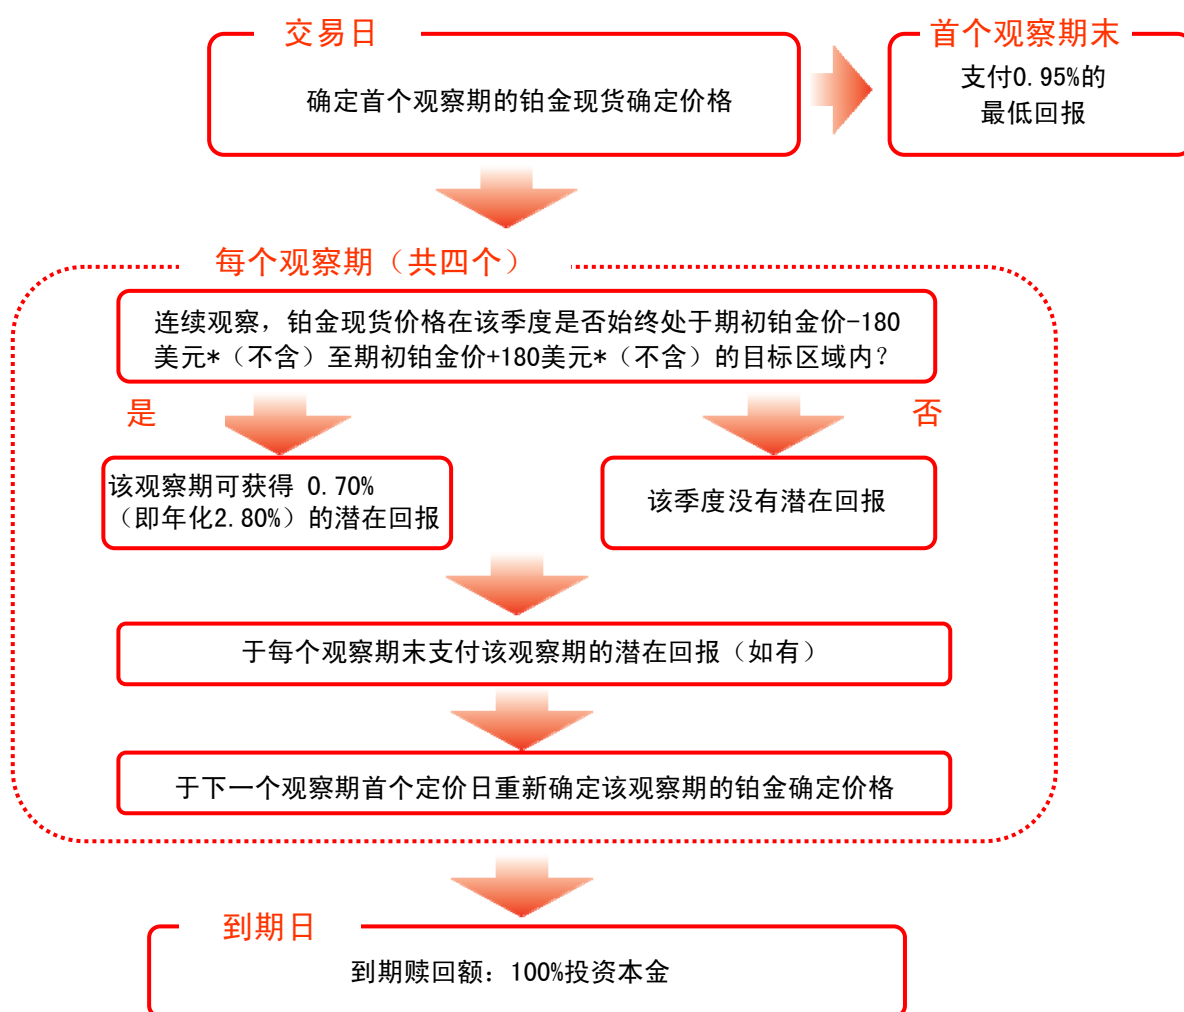 交易日
确定首个观察期的铂金现货确定价格
首个观察期末
支付0.95%的
最低回报
每个观察期（共四个）
连续观察，铂金现货价格在该季度是否始终处于期初铂金价-180
美元*（不含）至期初铂金价+180美元*（不含）的目标区域内？
是
否
该观察期可获得 0.70%
（即年化2.80%）的潜在回报
该季度没有潜在回报
于每个观察期末支付该观察期的潜在回报（如有）
于下一个观察期首个定价日重新确定该观察期的铂金确定价格
到期日
到期赎回额：100%投资本金